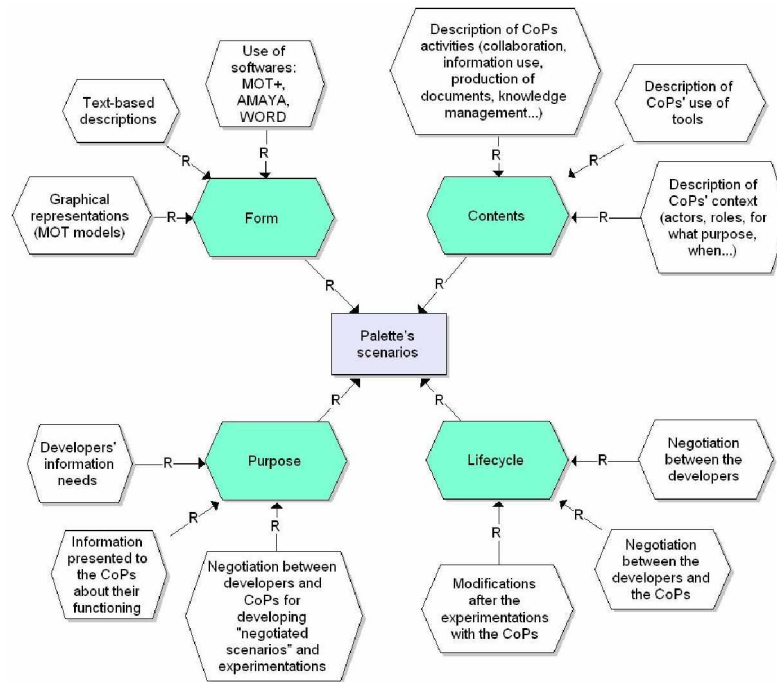 Use of
softwares:
MOT+,
AMAYA,
WORD
Description of CoPs
activities (collaboration,
information use,
production of
documents, knowledge
management...)
Text-based
descriptions
Description of
CoPs' use of
tools
R
R
R
R
Graphical
representations
(MOT models)
R
Form
Contents
R
Description of
CoPs' context
(actors, roles, for
what purpose,
when...)
R
R
Palette's
scenarios
R
R
Developers'
information
needs
R
Purpose
Lifecycle
R
Negotiation
between the
developers
R
R
R
R
Information
presented to
the CoPs
about their
functioning
Negotiation between
developers and
CoPs for
developing
"negotiated
scenarios" and
experimentations
Modifications
after the
experimentations
with the CoPs
Negotiation
between the
developers and
the CoPs